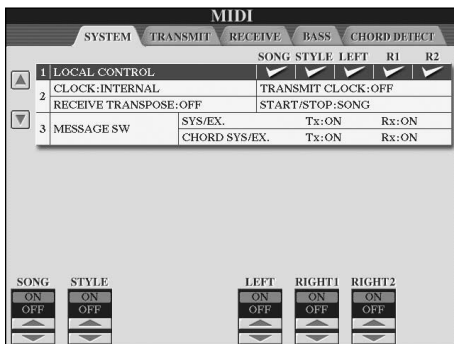 MIDI
SYSTEM TRANSMIT RECEIVE BASS CHORD DETECT
SONG STYLE LEFT R1 R2
1 LOCAL CONTROL
2 CLOCK:INTERNAL TRANSMIT CLOCK:OFF
RECEIVE TRANSPOSE:OFF START/STOP:SONG
3 MESSAGE SW SYS/EX. Tx:ON Rx:ON
CHORD SYS/EX. Tx:ON Rx:ON
SONG STYLE LEFT RIGHT1 RIGHT2
ON ON ON ON ON
OFF OFF OFF OFF OFF